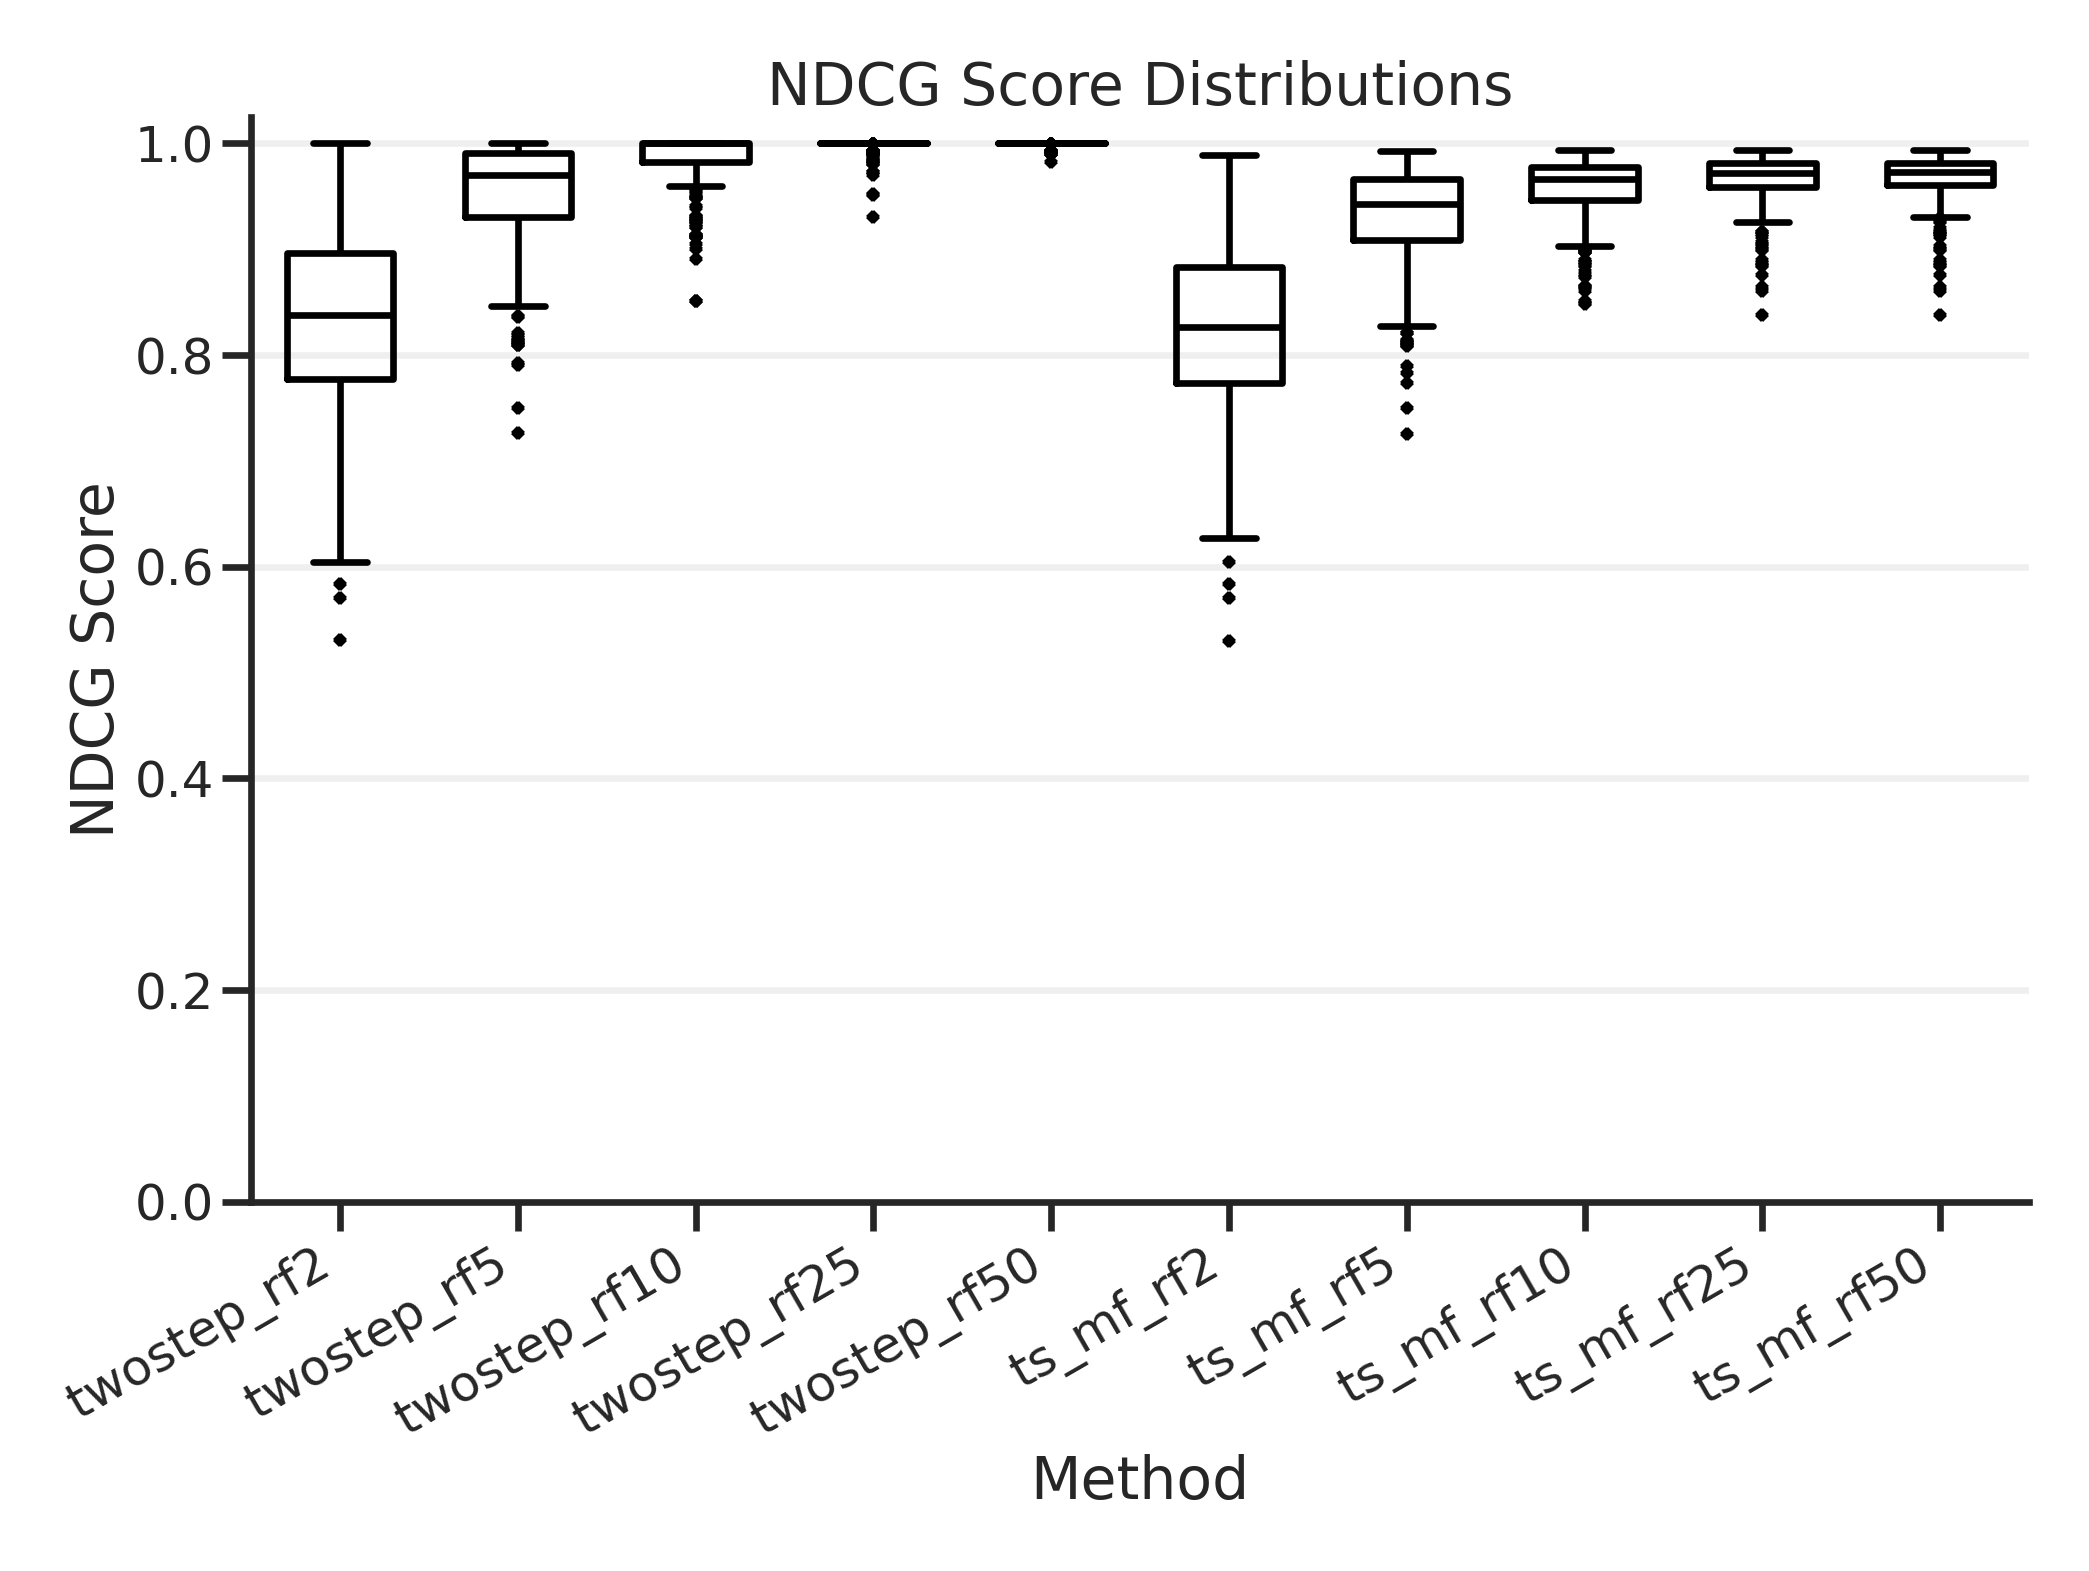 NDCG Score Distributions
NDCG Score
1.0
0.8
0.6
0.4
0.2
0.0
twostep_rf2
twostep_rf5
twostep_rf10
twostep_rf25
twostep_rf50
ts_mf_rf2
ts_mf_rf5
ts_mf_rf10
ts_mf_rf25
ts_mf_rf50
Method